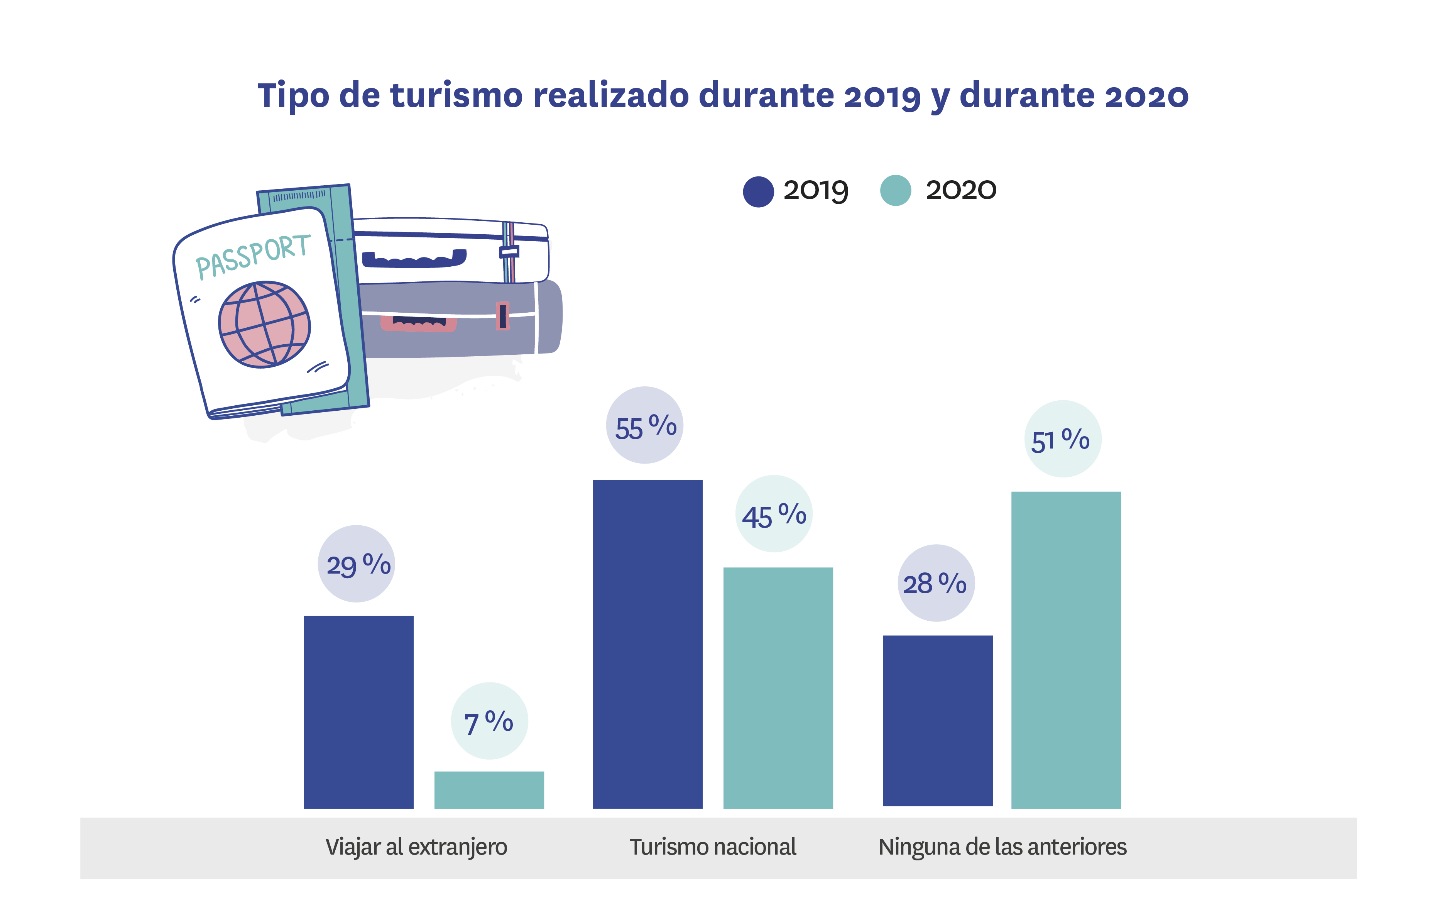 Tipo de turismo realizado durante 2019 y durante 2020
2019 2020
PASSPORT
55 %
51 %
45 %
29 %
28 %
7 %
Viajar al extranjero Turismo nacional Ninguna de las anteriores